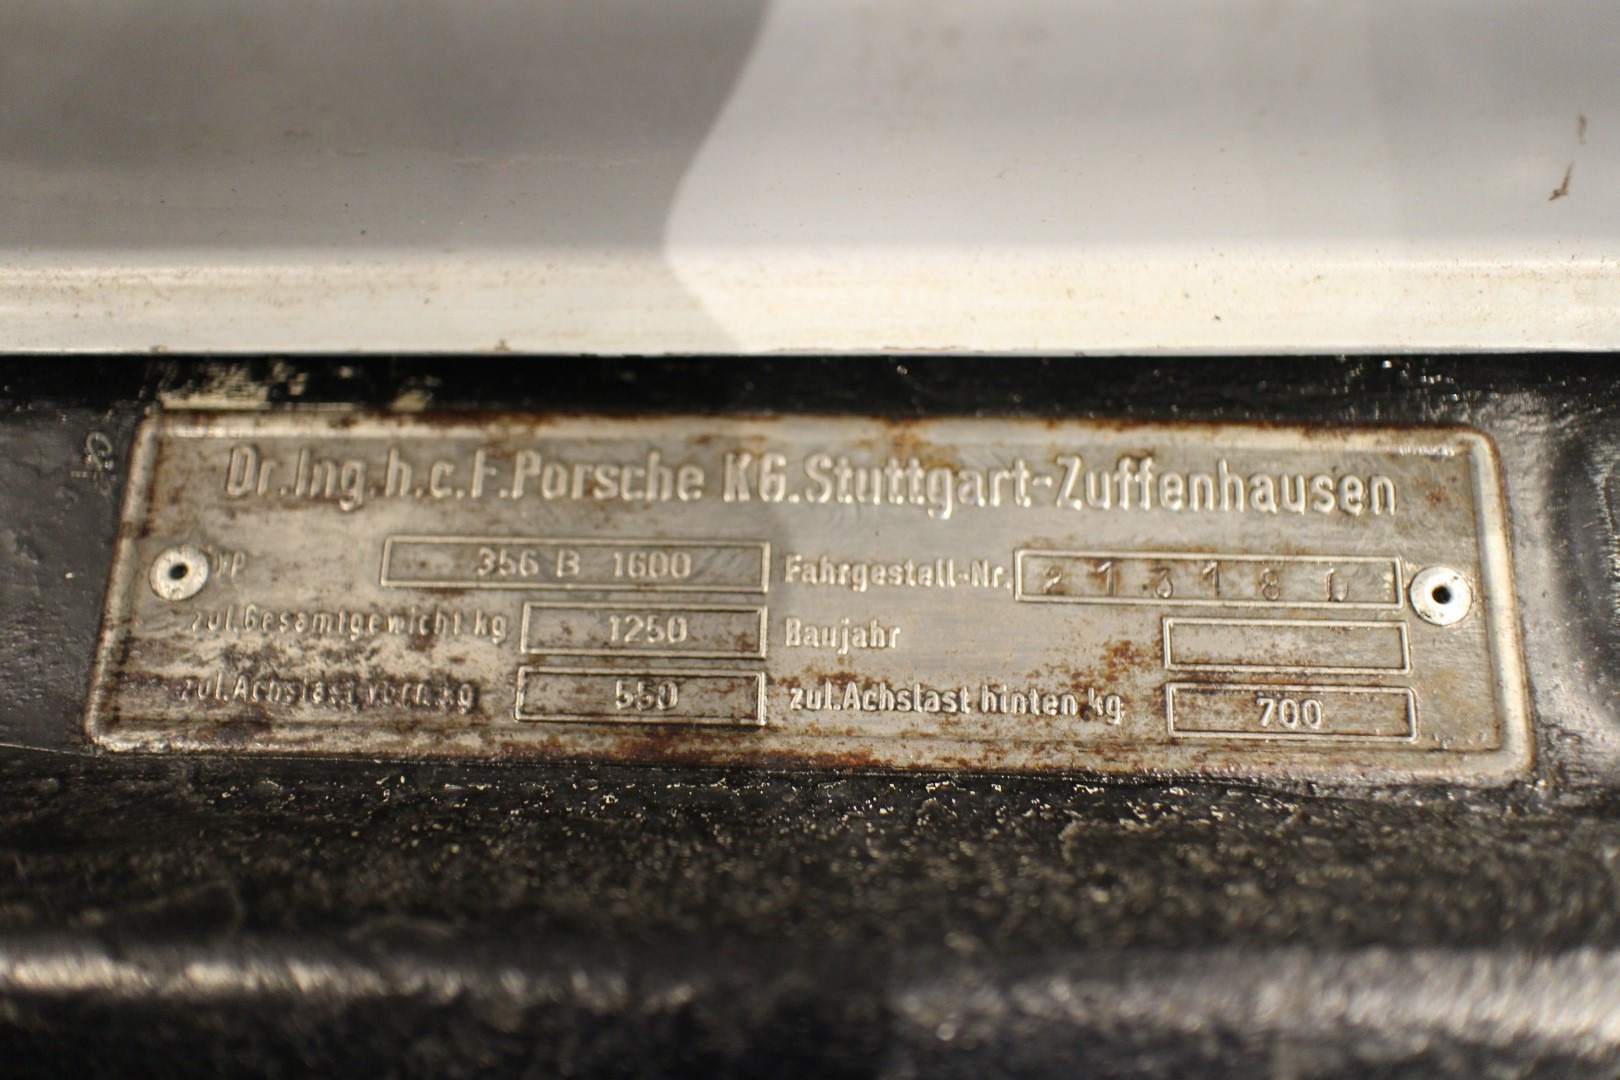 Dr.Ing.h.c.F.Porsche KG.Stuttgart-Zuffenhausen
Typ 356 B 1600 Fahrgestell-Nr.
zul.Gesamtgewicht kg 1250 Baujahr
zul.Achslast vorn kg 550 zul.Achslast hinten kg 700